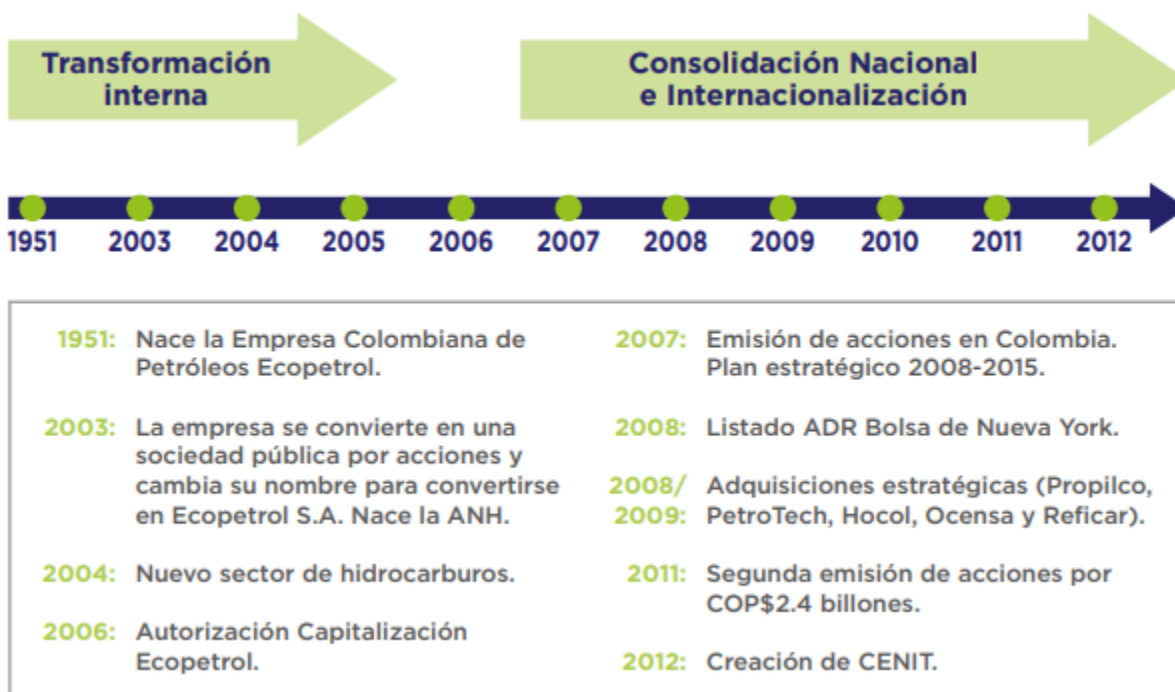 Transformación
interna
Consolidación Nacional
e Internacionalización
1951 2003 2004 2005 2006 2007 2008 2009 2010 2011 2012
1951: Nace la Empresa Colombiana de
Petróleos Ecopetrol.
2003: La empresa se convierte en una
sociedad pública por acciones y
cambia su nombre para convertirse
en Ecopetrol S.A. Nace la ANH.
2004: Nuevo sector de hidrocarburos.
2006: Autorización Capitalización
Ecopetrol.
2007: Emisión de acciones en Colombia.
Plan estratégico 2008-2015.
2008: Listado ADR Bolsa de Nueva York.
2008/ Adquisiciones estratégicas (Propilco,
2009: PetroTech, Hocol, Ocensa y Reficar).
2011: Segunda emisión de acciones por
COP$2.4 billones.
2012: Creación de CENIT.